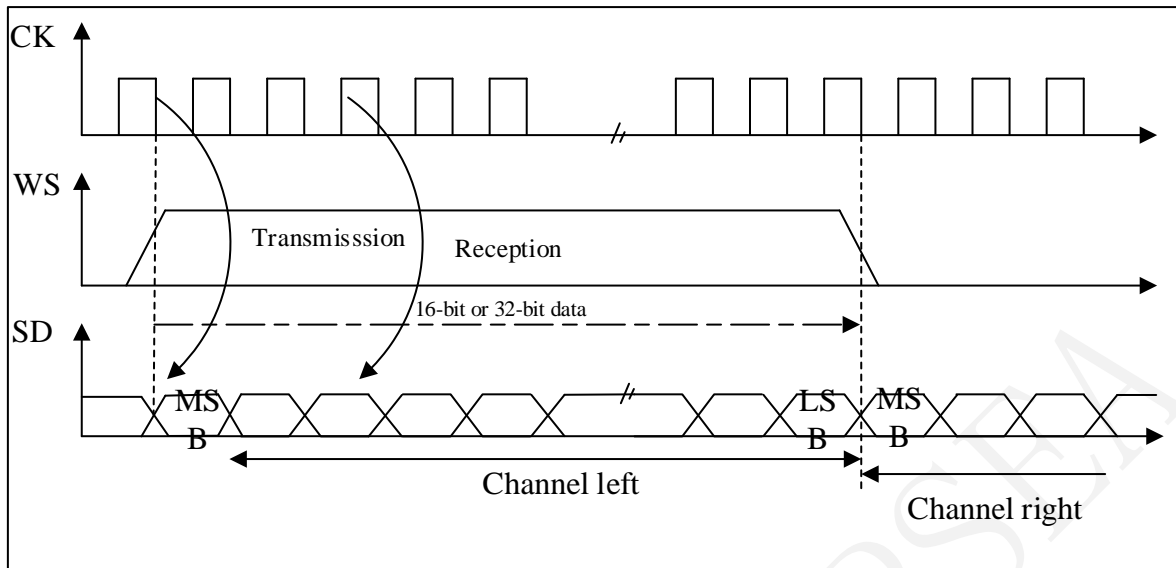 CK
WS
Transmisssion
Reception
16-bit or 32-bit data
SD
MS
B
LS
B
MS
B
Channel left
Channel right